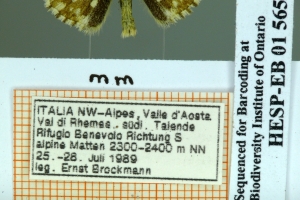 mm
ITALIA NW-Alpes, Valle d'Aosta
Val di Rhemes, südl. Talende
Rifugio Benevolo Richtung S
alpine Matten 2300-2400 m NN
25.-28. Juli 1989
leg. Ernst Brockmann
Sequenced for Barcoding at
Biodiversity Institute of Ontario
HESP-EB 01 565